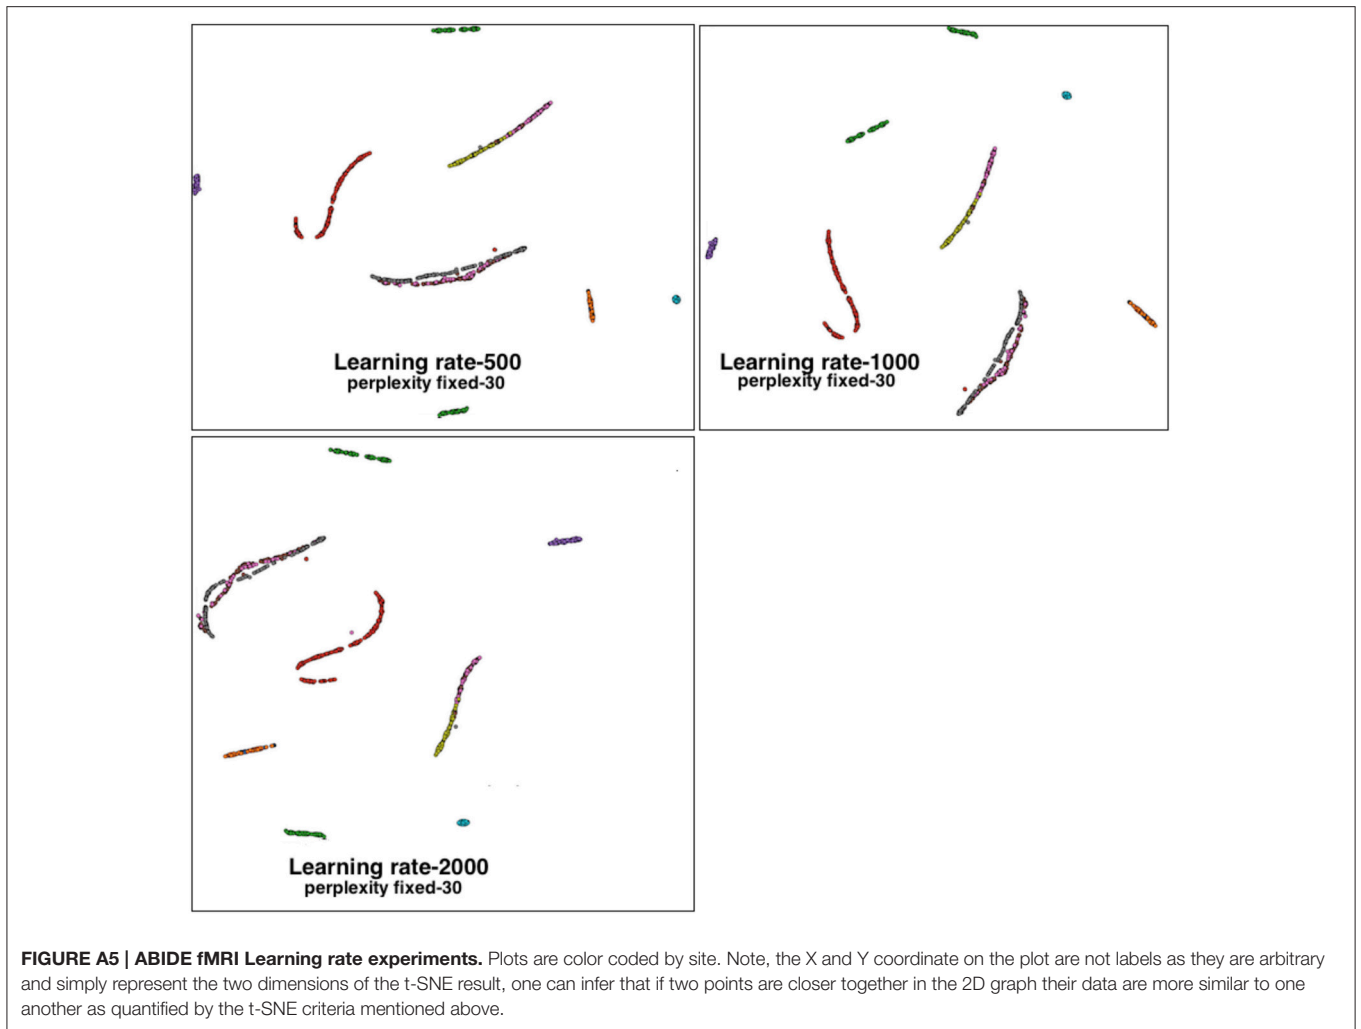 Learning rate-500
perplexity fixed-30
Learning rate-1000
perplexity fixed-30
Learning rate-2000
perplexity fixed-30
FIGURE A5 | ABIDE fMRI Learning rate experiments. Plots are color coded by site. Note, the X and Y coordinate on the plot are not labels as they are arbitrary
and simply represent the two dimensions of the t-SNE result, one can infer that if two points are closer together in the 2D graph their data are more similar to one
another as quantified by the t-SNE criteria mentioned above.